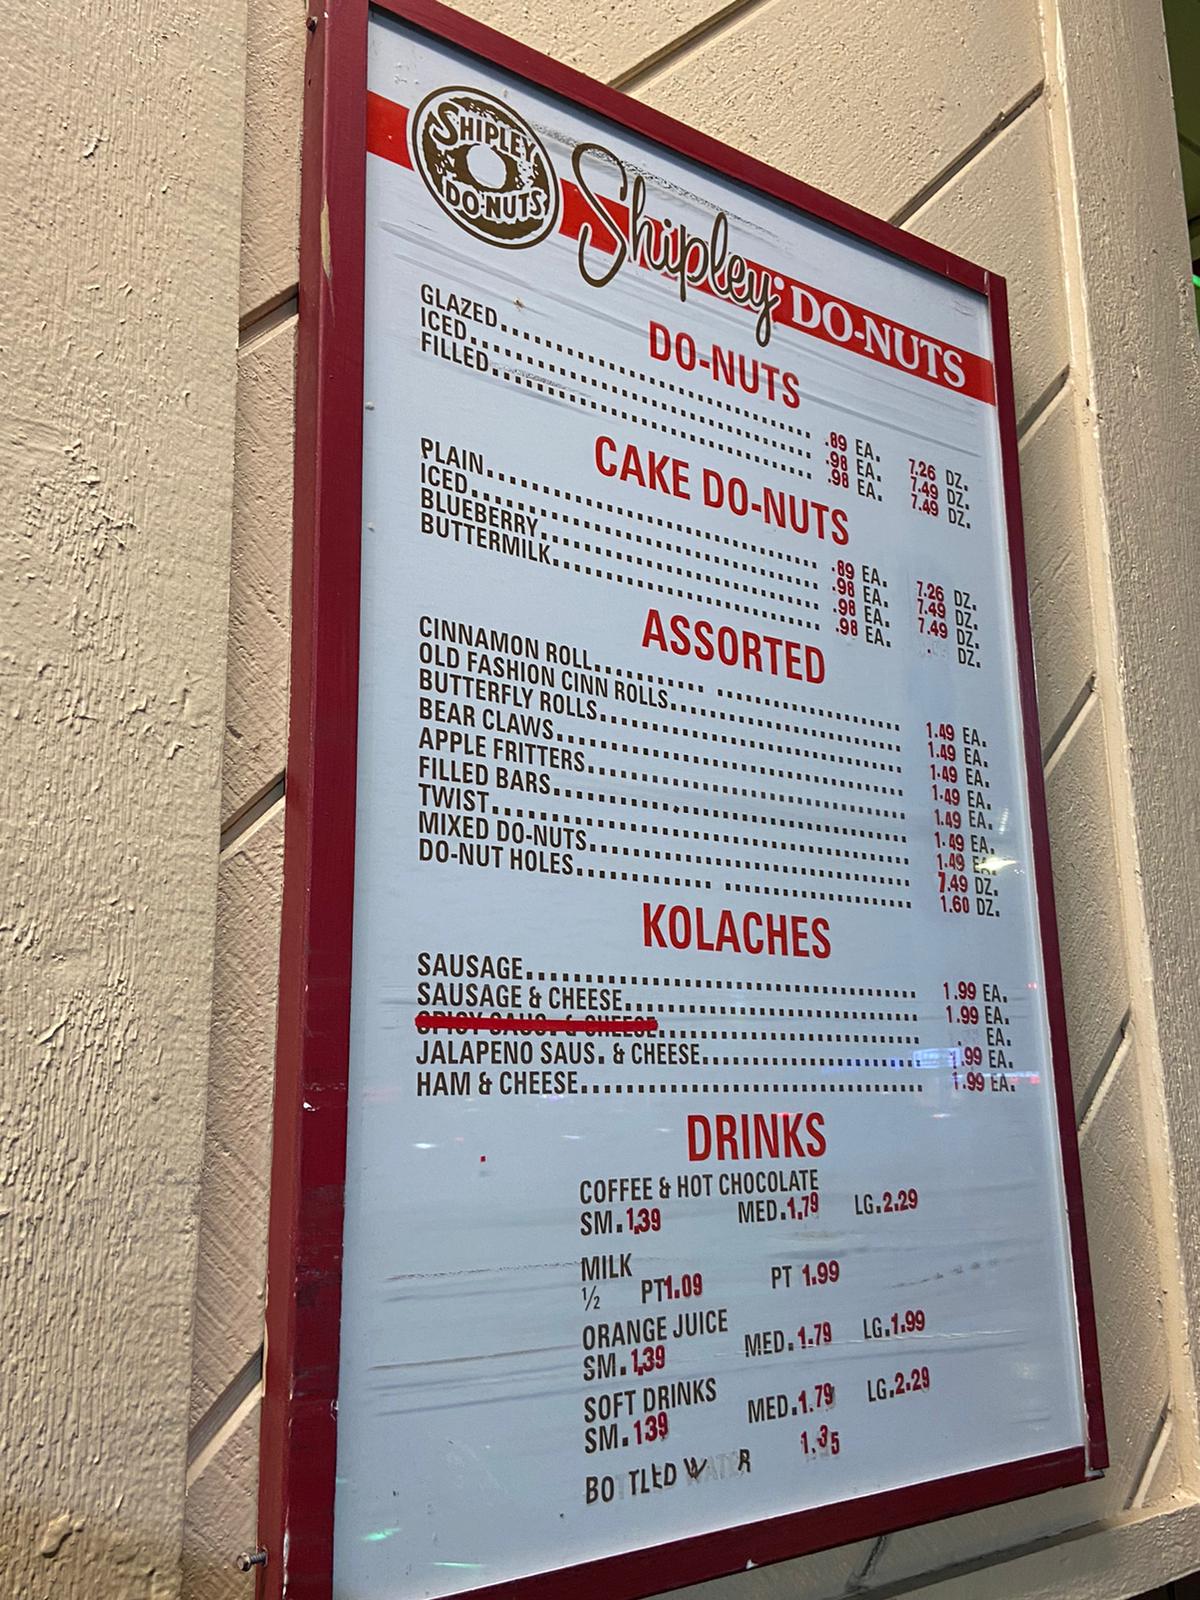 SHIPLEY
DO-NUTS
Shipley DO-NUTS
DO-NUTS
GLAZED .89 EA. 7.26 DZ.
ICED .98 EA. 7.49 DZ.
FILLED .98 EA. 7.49 DZ.
CAKE DO-NUTS
PLAIN .89 EA. 7.26 DZ.
ICED .98 EA. 7.49 DZ.
BLUEBERRY .98 EA. 7.49 DZ.
BUTTERMILK .98 EA. . DZ.
ASSORTED
CINNAMON ROLL 1.49 EA.
OLD FASHION CINN ROLLS 1.49 EA.
BUTTERFLY ROLLS 1.49 EA.
BEAR CLAWS 1.49 EA.
APPLE FRITTERS 1.49 EA.
FILLED BARS 1.49 EA.
TWIST 1.49 EA.
MIXED DO-NUTS 7.49 DZ.
DO-NUT HOLES 1.60 DZ.
KOLACHES
SAUSAGE 1.99 EA.
SAUSAGE & CHEESE 1.99 EA.
SPICY SAUS. & CHEESE . EA.
JALAPENO SAUS. & CHEESE 1.99 EA.
HAM & CHEESE 1.99 EA.
DRINKS
COFFEE & HOT CHOCOLATE
SM. 1.39 MED. 1.79 LG. 2.29
MILK
½ PT 1.09 PT 1.99
ORANGE JUICE
SM. 1.39 MED. 1.79 LG. 1.99
SOFT DRINKS
SM. 139 MED. 1.79 LG. 2.29
BOTTLED WATER 1.35